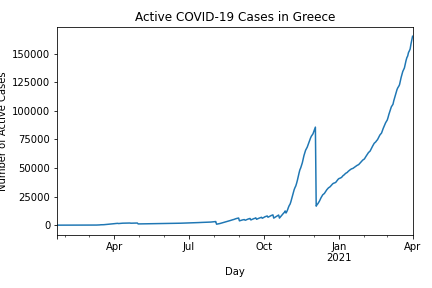 Active COVID-19 Cases in Greece
Number of Active Cases
150000
125000
100000
75000
50000
25000
0
Apr
Jul
Oct
Jan
2021
Apr
Day